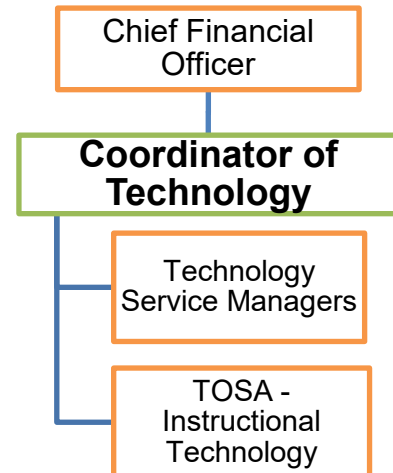 Chief Financial
Officer
Coordinator of
Technology
Technology
Service Managers
TOSA -
Instructional
Technology